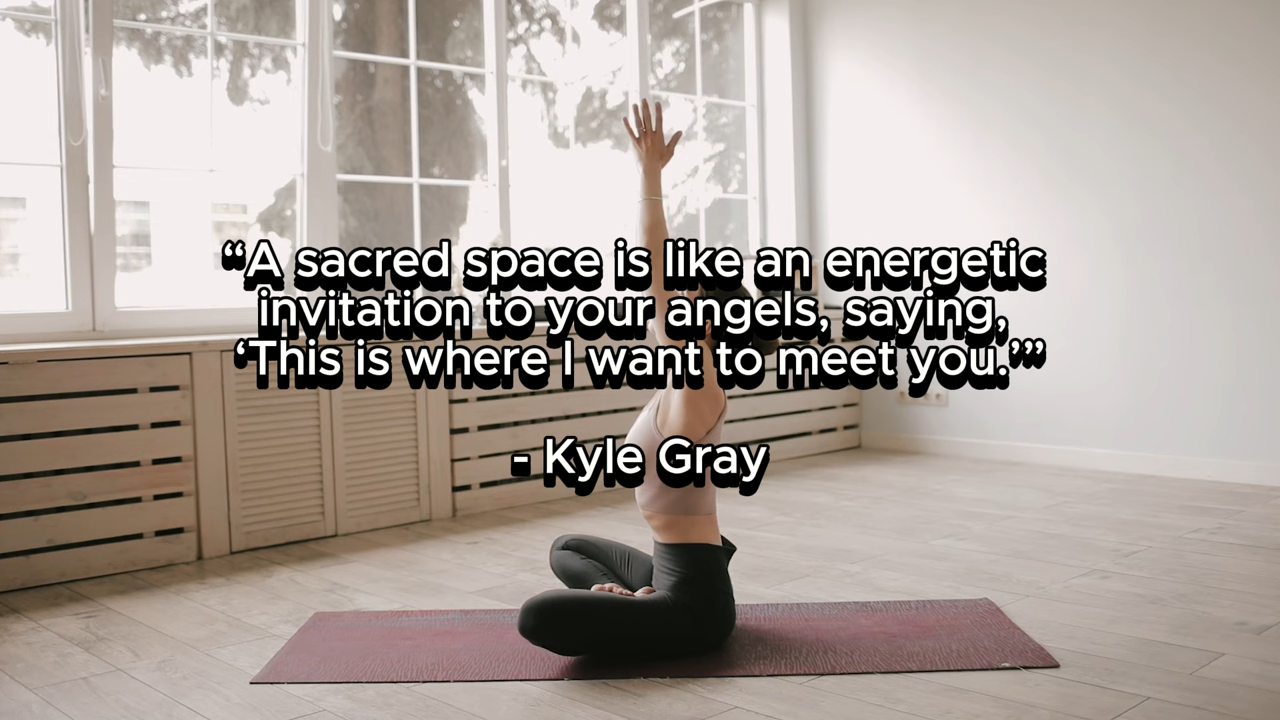 “A sacred space is like an energetic
invitation to your angels, saying,
‘This is where I want to meet you.’”
- Kyle Gray